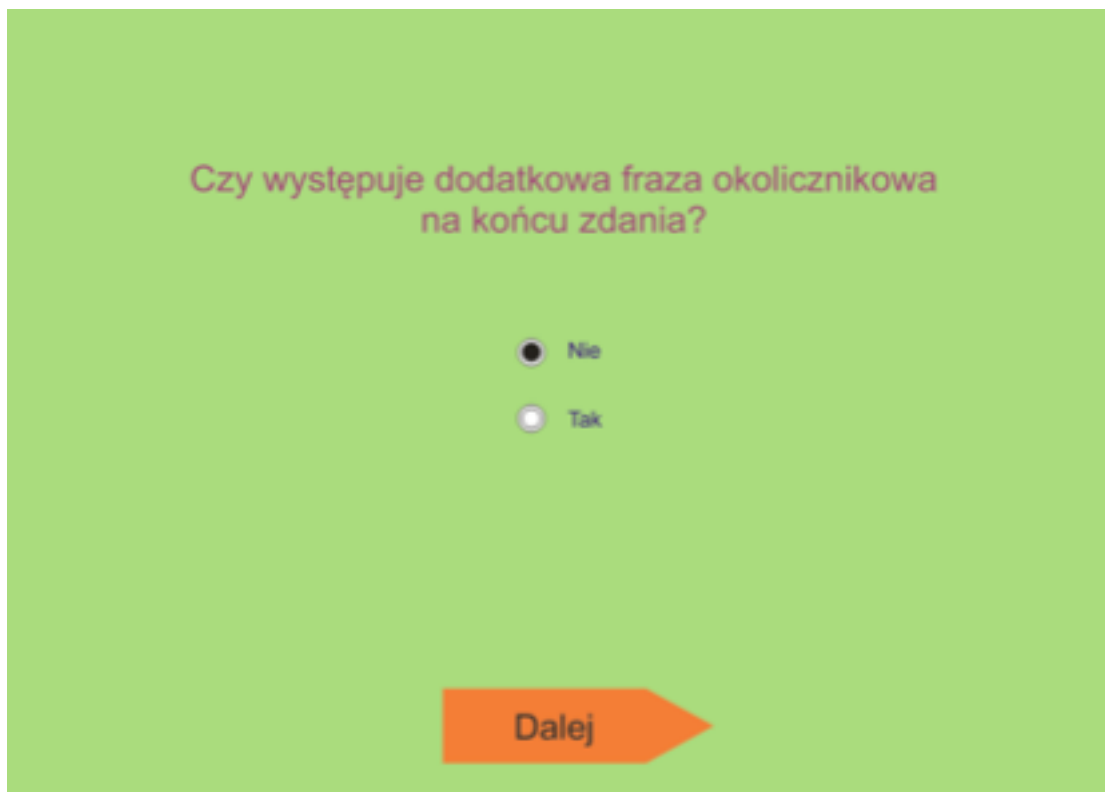 Czy występuje dodatkowa fraza okolicznikowa
na końcu zdania?
Nie
Tak
Dalej